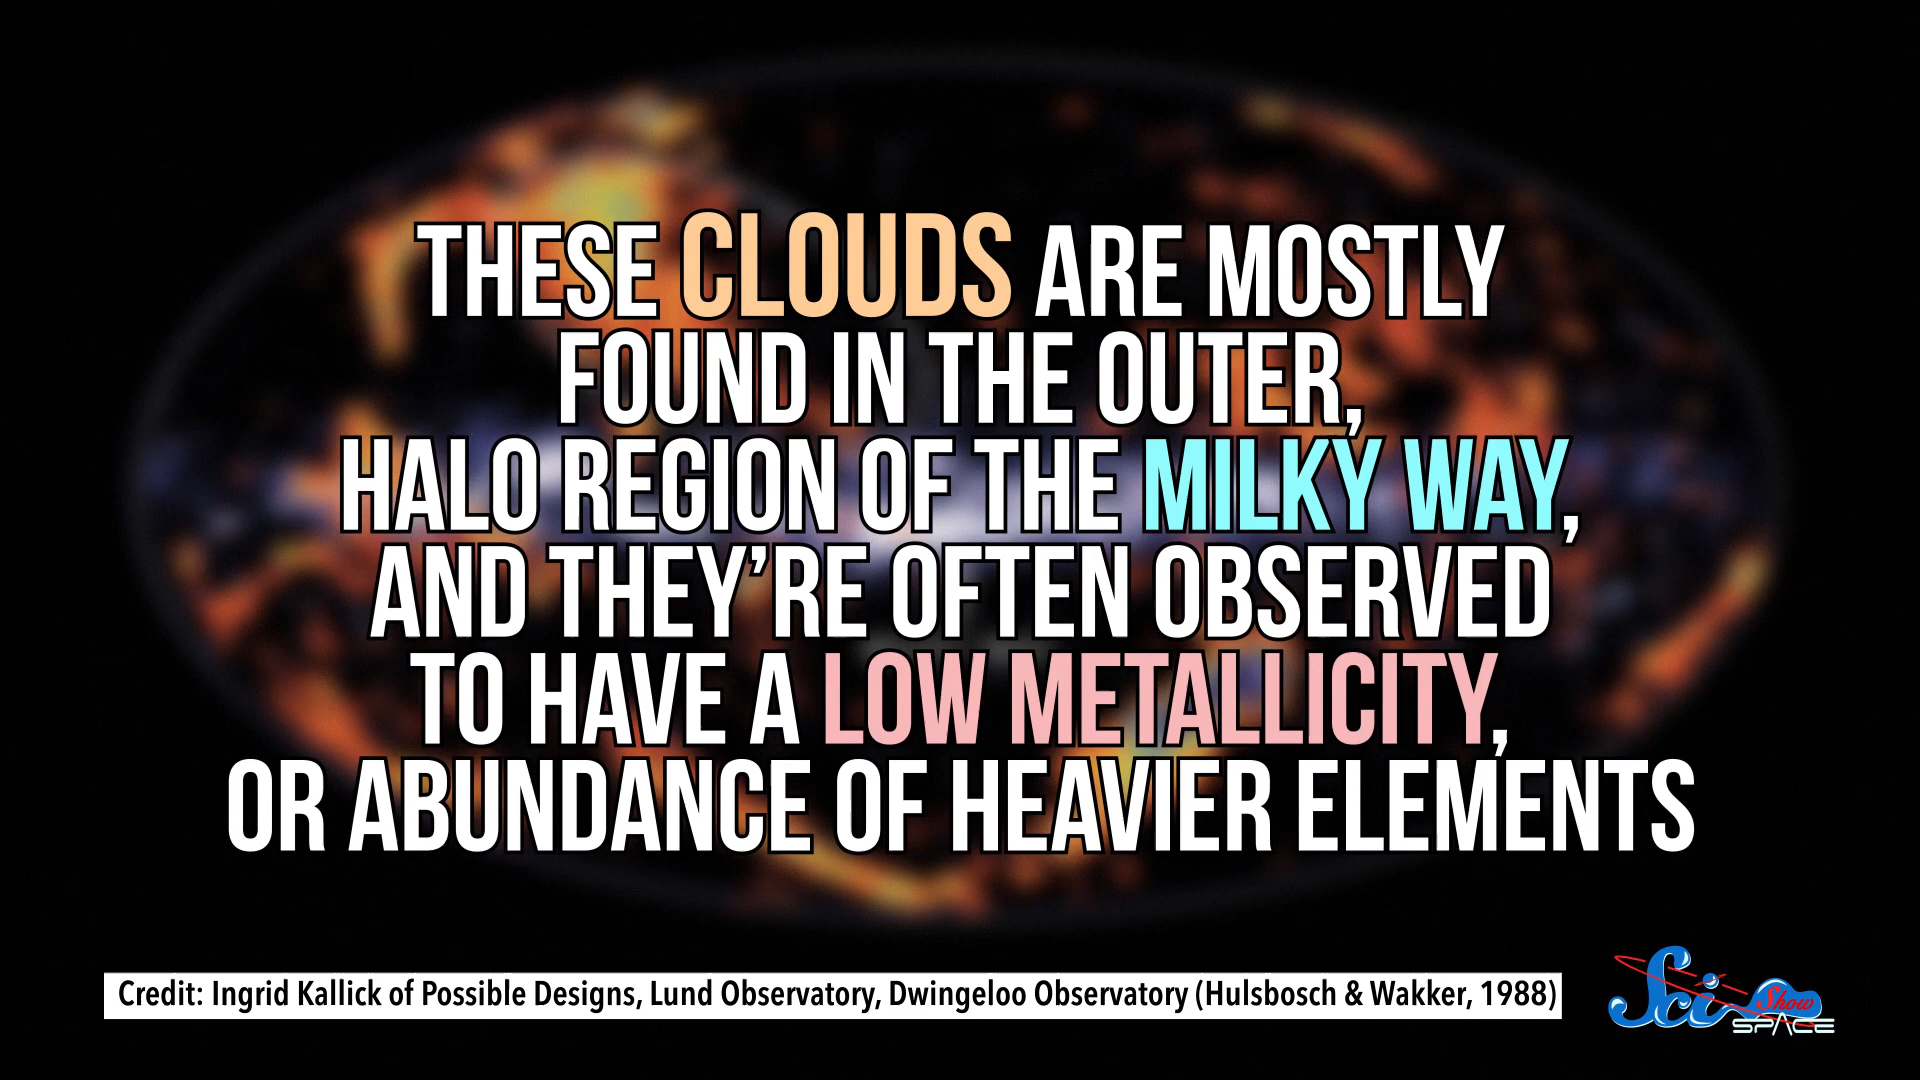 THESE CLOUDS ARE MOSTLY
FOUND IN THE OUTER,
HALO REGION OF THE MILKY WAY,
AND THEY’RE OFTEN OBSERVED
TO HAVE A LOW METALLICITY,
OR ABUNDANCE OF HEAVIER ELEMENTS
Credit: Ingrid Kallick of Possible Designs, Lund Observatory, Dwingeloo Observatory (Hulsbosch & Wakker, 1988)
Sci Show
SPACE